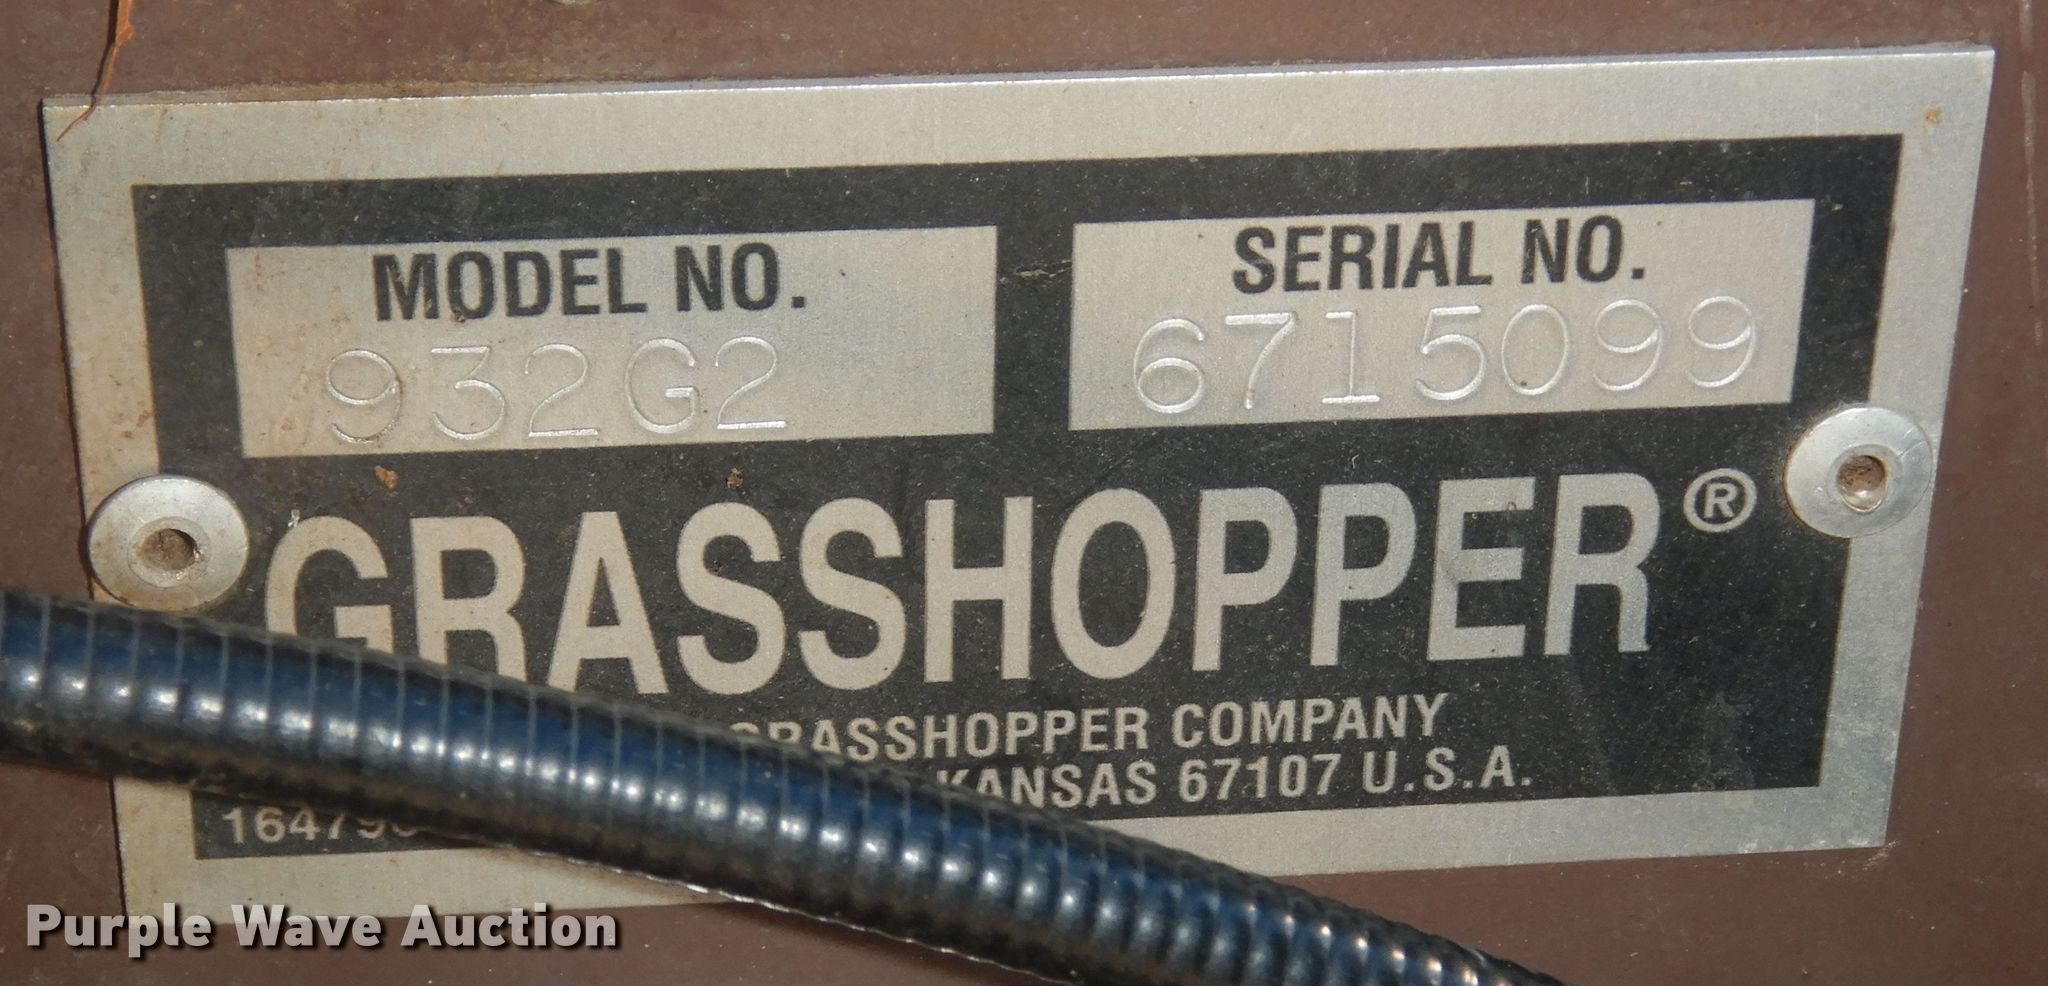 MODEL NO.
932G2
SERIAL NO.
6715099
GRASSHOPPER®
GRASSHOPPER COMPANY
KANSAS 67107 U.S.A.
Purple Wave Auction